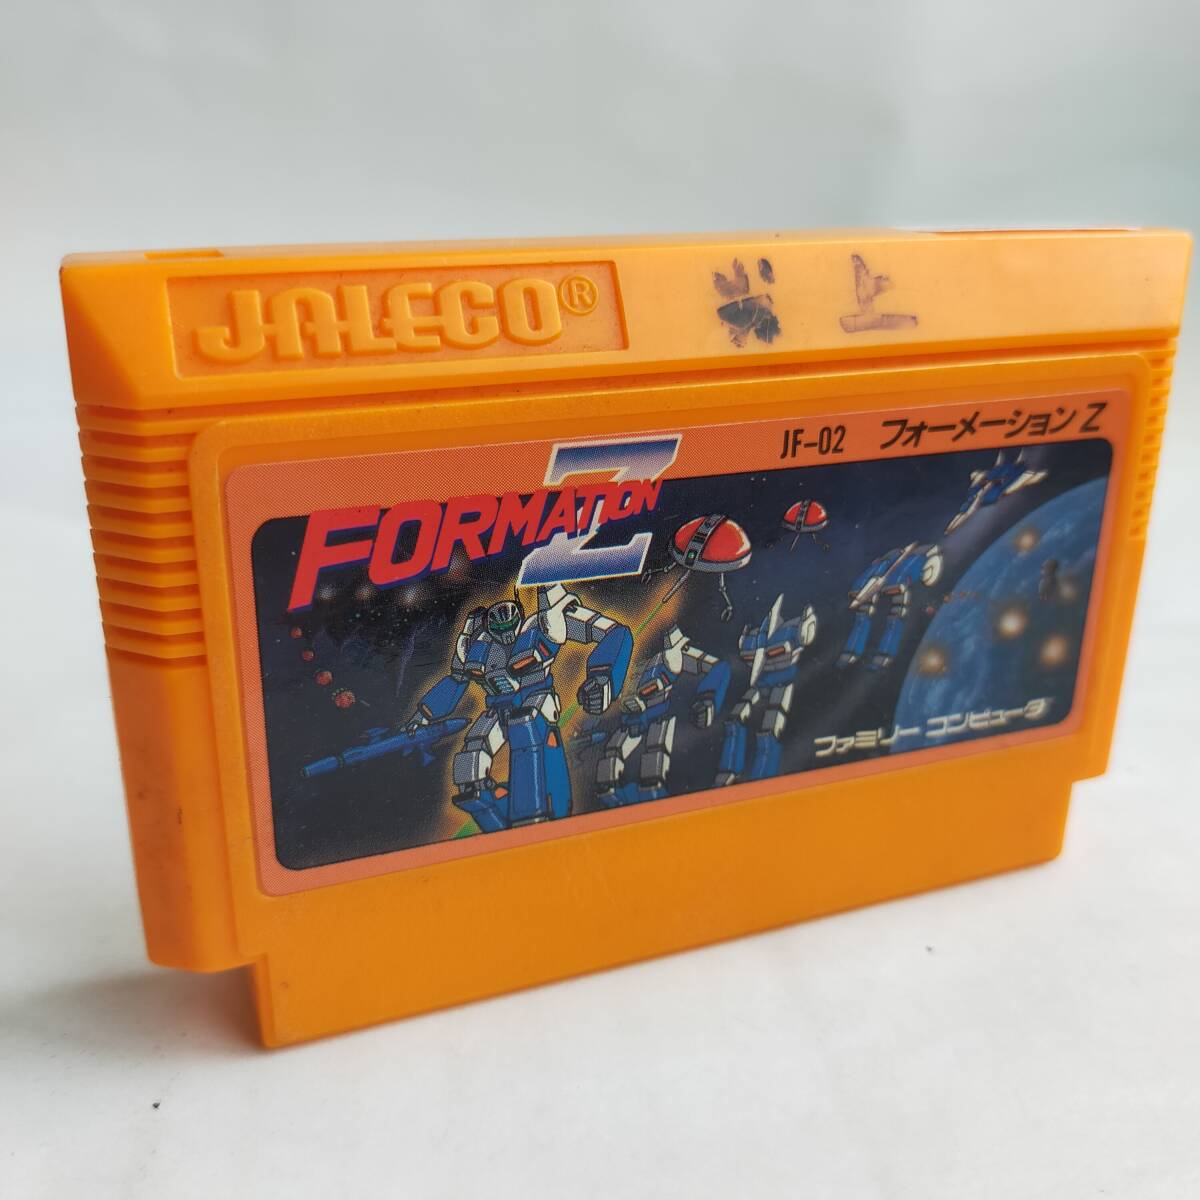 JALECO®
上
JF-02 フォーメーションZ
FORMATION Z
ファミリー コンピュータ